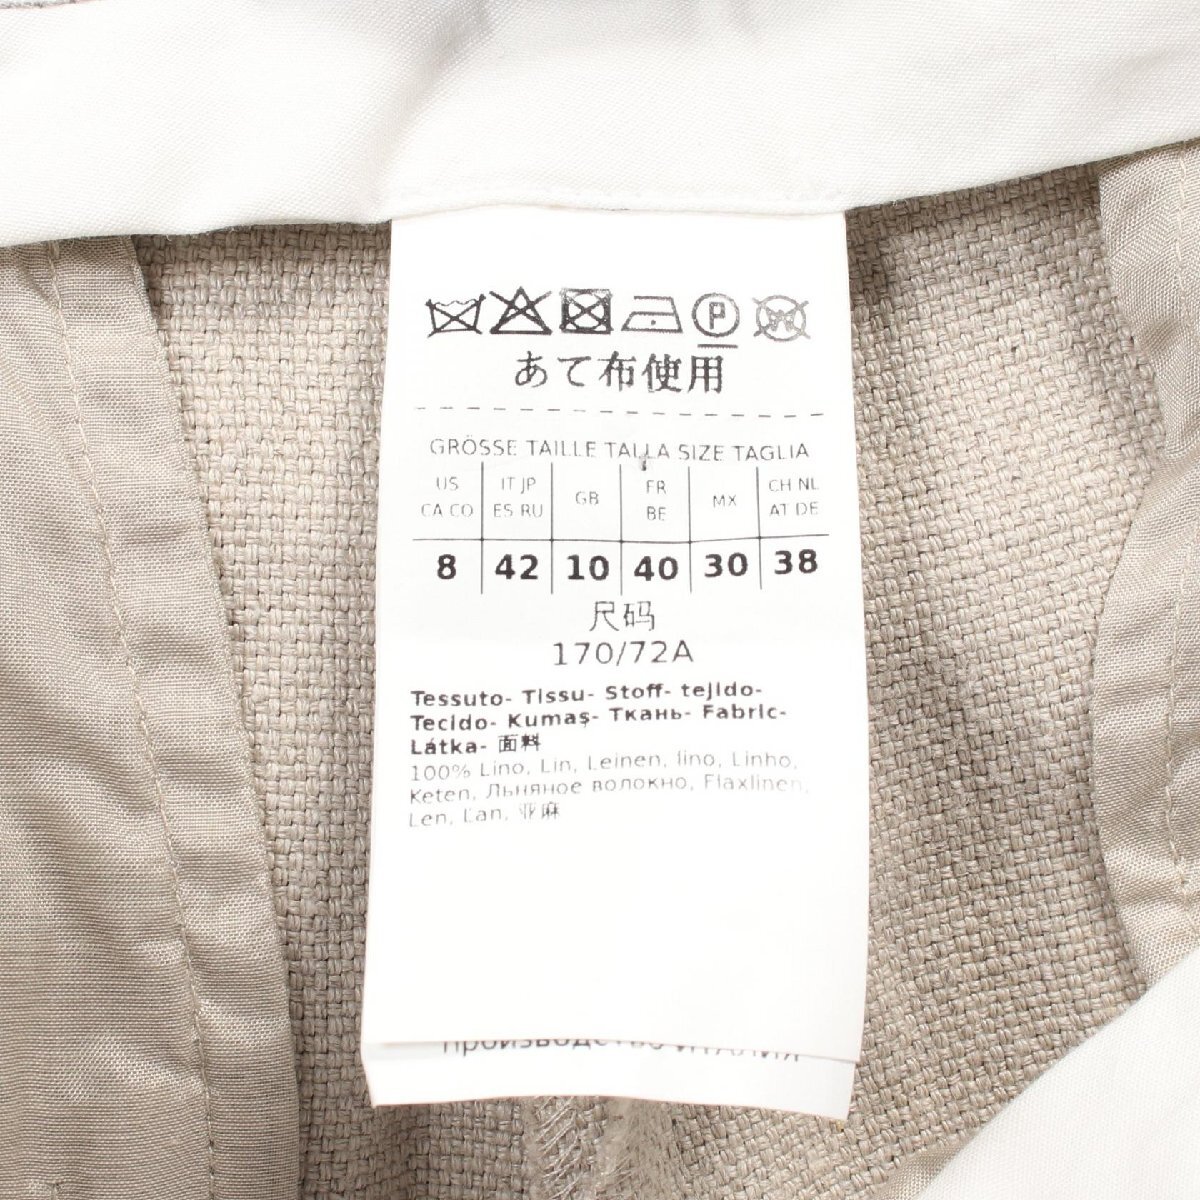 P W
あて布使用
GRÖSSE TAILLE TALLA SIZE TAGLIA
US CA CO IT JP ES RU GB FR BE MX CH NL AT DE
8 42 10 40 30 38
尺码
170/72A
Tessuto- Tissu- Stoff- tejido-
Tecido- Kumaş- Ткань- Fabric-
Látka- 面料
100% Lino, Lin, Leinen, lino, Linho,
Keten, Льняное волокно, Flaxlinen,
Len, Ľan, 亚麻
производство ИТАЛИЯ